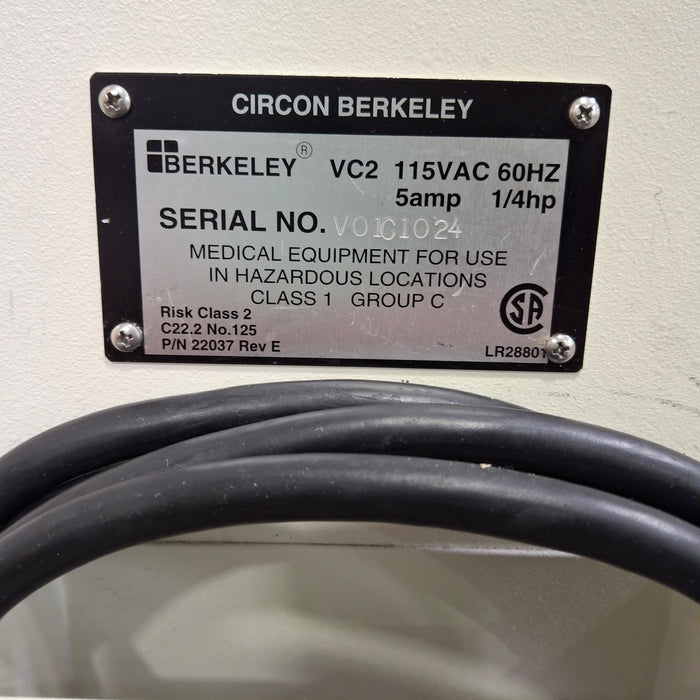 CIRCON BERKELEY
BERKELEY ® VC2 115VAC 60HZ
5amp 1/4hp
SERIAL NO. V01C1024
MEDICAL EQUIPMENT FOR USE
IN HAZARDOUS LOCATIONS
CLASS 1 GROUP C
Risk Class 2
C22.2 No.125
P/N 22037 Rev E
SA
LR28801